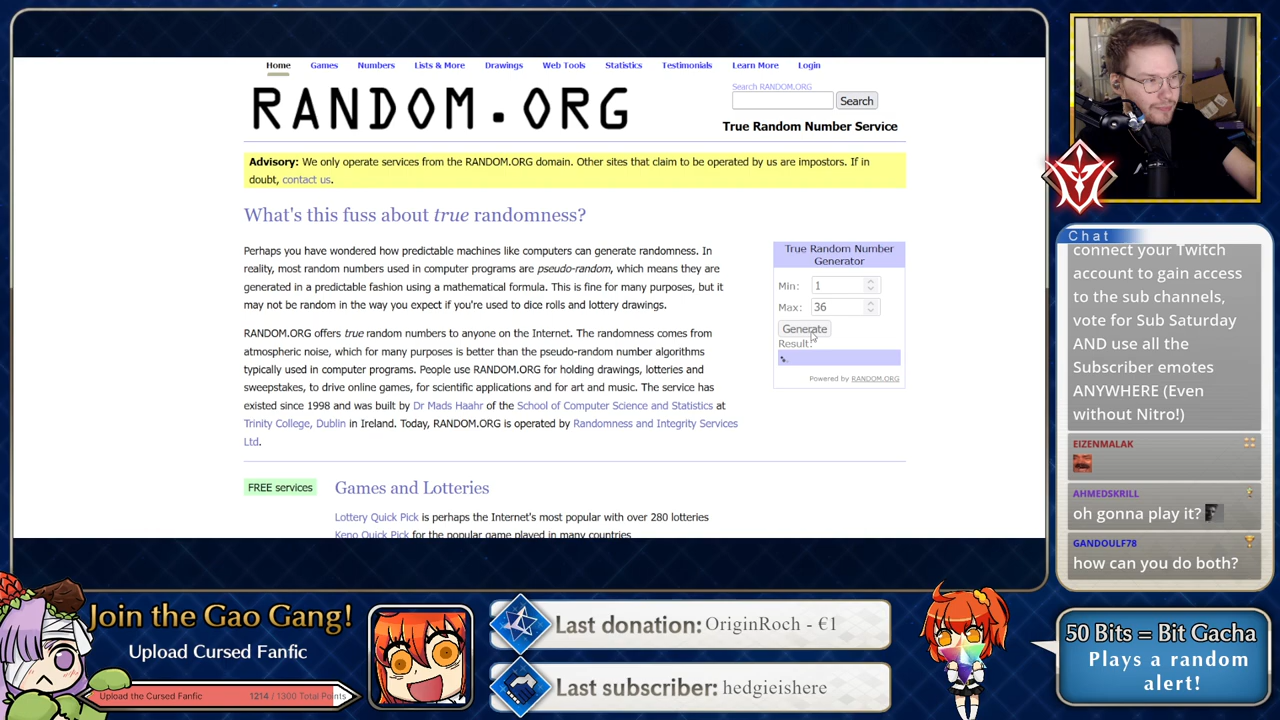 Home Games Numbers Lists & More Drawings Web Tools Statistics Testimonials Learn More Login
RANDOM.ORG
Search RANDOM.ORG
Search
True Random Number Service
Advisory: We only operate services from the RANDOM.ORG domain. Other sites that claim to be operated by us are impostors. If in
doubt, contact us.
What's this fuss about true randomness?
Perhaps you have wondered how predictable machines like computers can generate randomness. In
reality, most random numbers used in computer programs are pseudo-random, which means they are
generated in a predictable fashion using a mathematical formula. This is fine for many purposes, but it
may not be random in the way you expect if you're used to dice rolls and lottery drawings.
RANDOM.ORG offers true random numbers to anyone on the Internet. The randomness comes from
atmospheric noise, which for many purposes is better than the pseudo-random number algorithms
typically used in computer programs. People use RANDOM.ORG for holding drawings, lotteries and
sweepstakes, to drive online games, for scientific applications and for art and music. The service has
existed since 1998 and was built by Dr Mads Haahr of the School of Computer Science and Statistics at
Trinity College, Dublin in Ireland. Today, RANDOM.ORG is operated by Randomness and Integrity Services
Ltd.
True Random Number
Generator
Min: 1
Max: 36
Generate
Result:
Powered by RANDOM.ORG
FREE services
Games and Lotteries
Lottery Quick Pick is perhaps the Internet's most popular with over 280 lotteries
Keno Quick Pick for the popular game played in many countries
Chat
connect your Twitch
account to gain access
to the sub channels,
vote for Sub Saturday
AND use all the
Subscriber emotes
ANYWHERE (Even
without Nitro!)
EIZENMALAK
AHMEDSKRILL
oh gonna play it?
GANDOULF78
how can you do both?
Join the Gao Gang!
Upload Cursed Fanfic
Upload the Cursed Fanfic 1214 / 1300 Total Points
Last donation: OriginRoch - €1
Last subscriber: hedgieishere
50 Bits = Bit Gacha
Plays a random
alert!